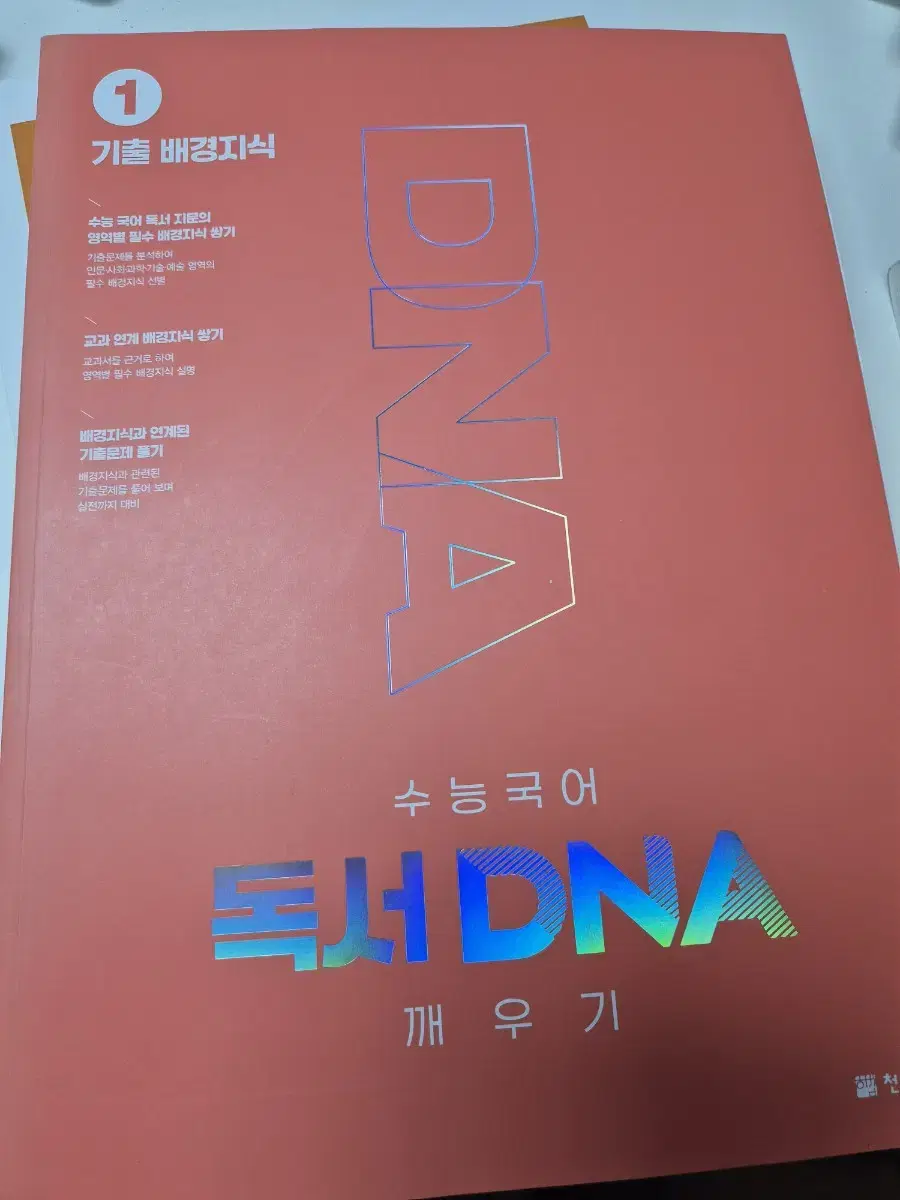 1
기출 배경지식
수능 국어 독서 지문의
영역별 필수 배경지식 쌓기
기출문제를 분석하여
인문·사회·과학·기술·예술 영역의
필수 배경지식 선별
교과 연계 배경지식 쌓기
교과서를 근거로 하여
영역별 필수 배경지식 설명
배경지식과 연계된
기출문제 풀기
배경지식과 관련된
기출문제를 풀어 보며
실전까지 대비
DNA
수능국어
독서 DNA
깨우기
천